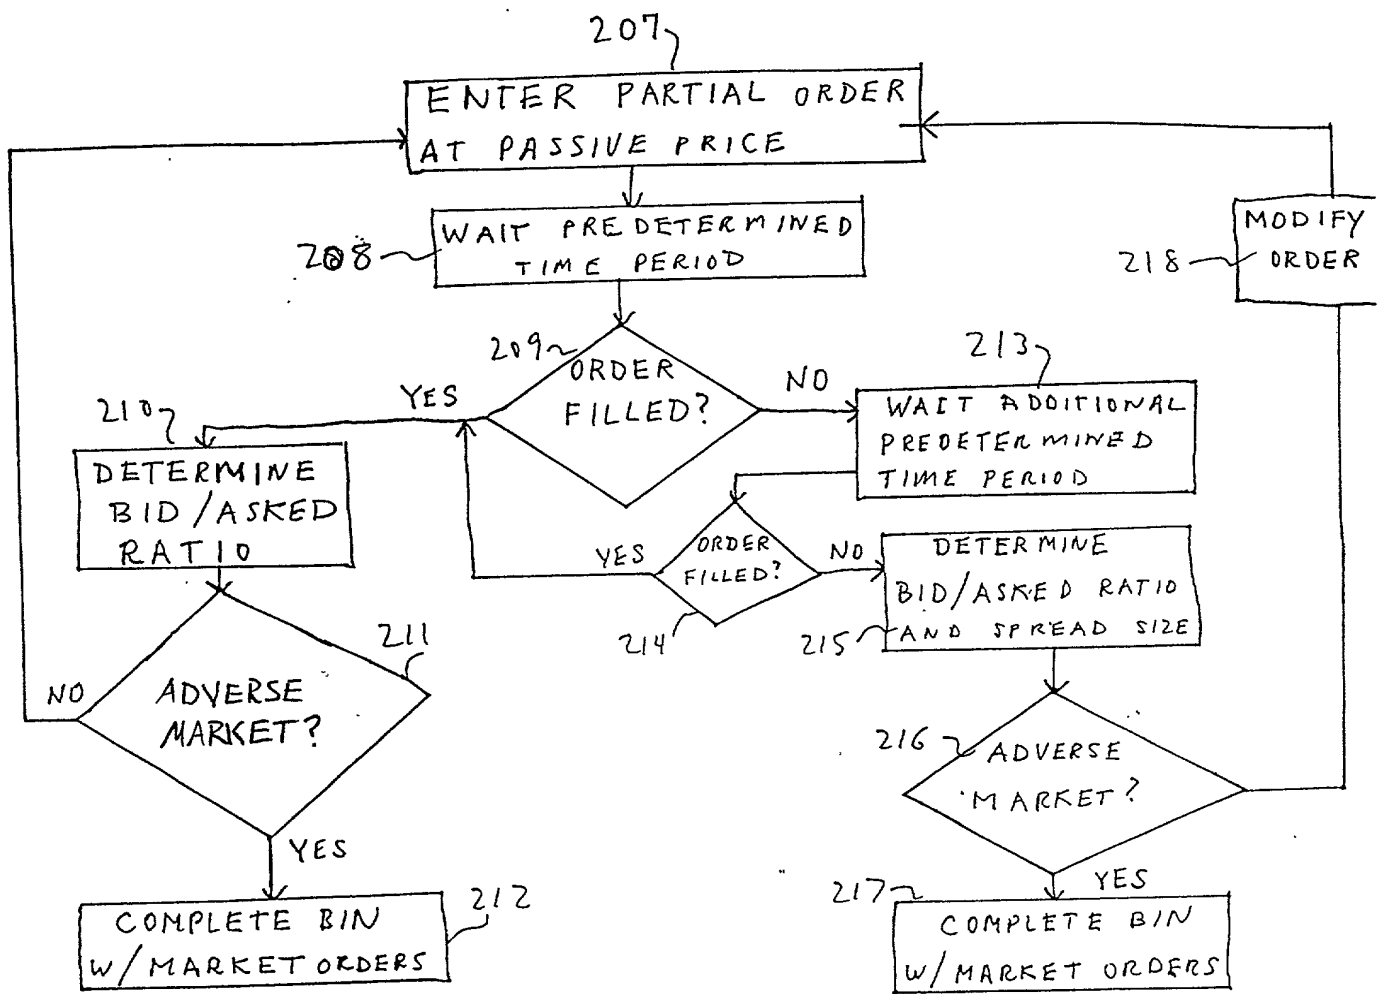 207
ENTER PARTIAL ORDER
AT PASSIVE PRICE
208
WAIT PREDETERMINED
TIME PERIOD
218
MODIFY
ORDER
209
ORDER
FILLED?
YES
NO
213
WAIT ADDITIONAL
PREDETERMINED
TIME PERIOD
210
DETERMINE
BID/ASKED
RATIO
ORDER
FILLED?
YES
NO
214
215
DETERMINE
BID/ASKED RATIO
AND SPREAD SIZE
211
ADVERSE
MARKET?
NO
YES
216
ADVERSE
MARKET?
YES
212
COMPLETE BIN
W/MARKET ORDERS
217
COMPLETE BIN
W/MARKET ORDERS